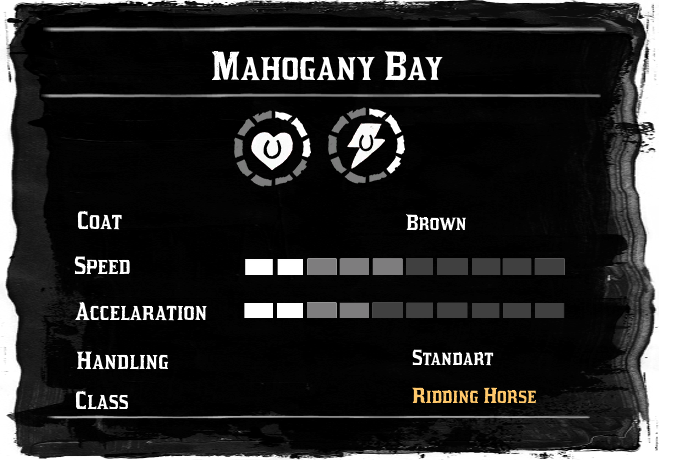 Mahogany Bay
Coat Brown
Speed
Accelaration
Handling Standart
Class Ridding Horse